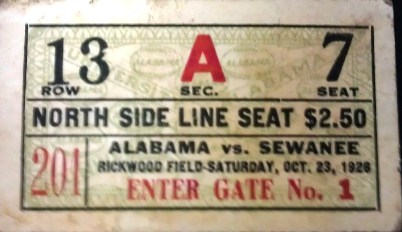 13 A 7
ROW SEC. SEAT
NORTH SIDE LINE SEAT $2.50
201 ALABAMA vs. SEWANEE
RICKWOOD FIELD-SATURDAY, OCT. 23, 1926
ENTER GATE No. 1